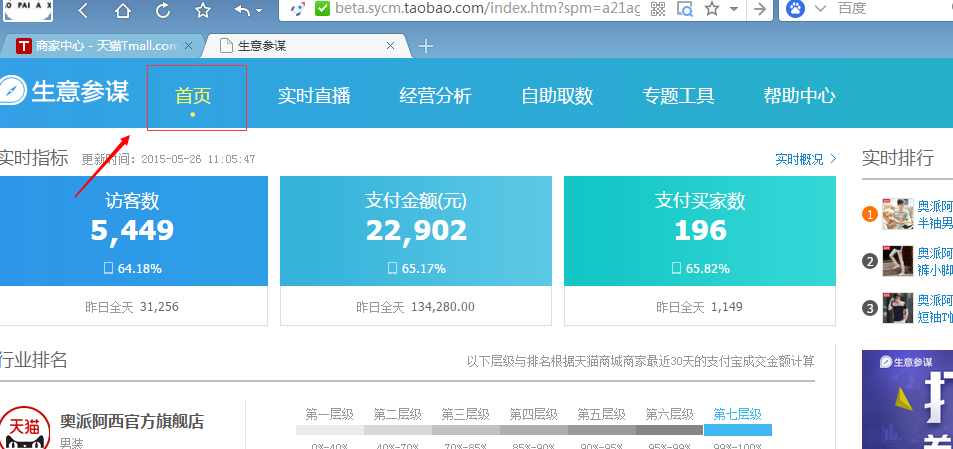 O PAI A X
beta.sycm.taobao.com/index.htm?spm=a21ag
百度
商家中心 - 天猫Tmall.com
生意参谋
生意参谋
首页
实时直播
经营分析
自助取数
专题工具
帮助中心
实时指标
更新时间：2015-05-26 11:05:47
实时概况
访客数
5,449
64.18%
昨日全天 31,256
支付金额(元)
22,902
65.17%
昨日全天 134,280.00
支付买家数
196
65.82%
昨日全天 1,149
实时排行
1
奥派阿
半袖男
2
奥派阿
裤小脚
3
奥派阿
短袖T恤
生意参谋
行业排名
以下层级与排名根据天猫商城商家最近30天的支付宝成交金额计算
天猫
奥派阿西官方旗舰店
男装
第一层级 第二层级 第三层级 第四层级 第五层级 第六层级 第七层级
0%-40% 40%-70% 70%-85% 85%-90% 90%-95% 95%-99% 99%-100%